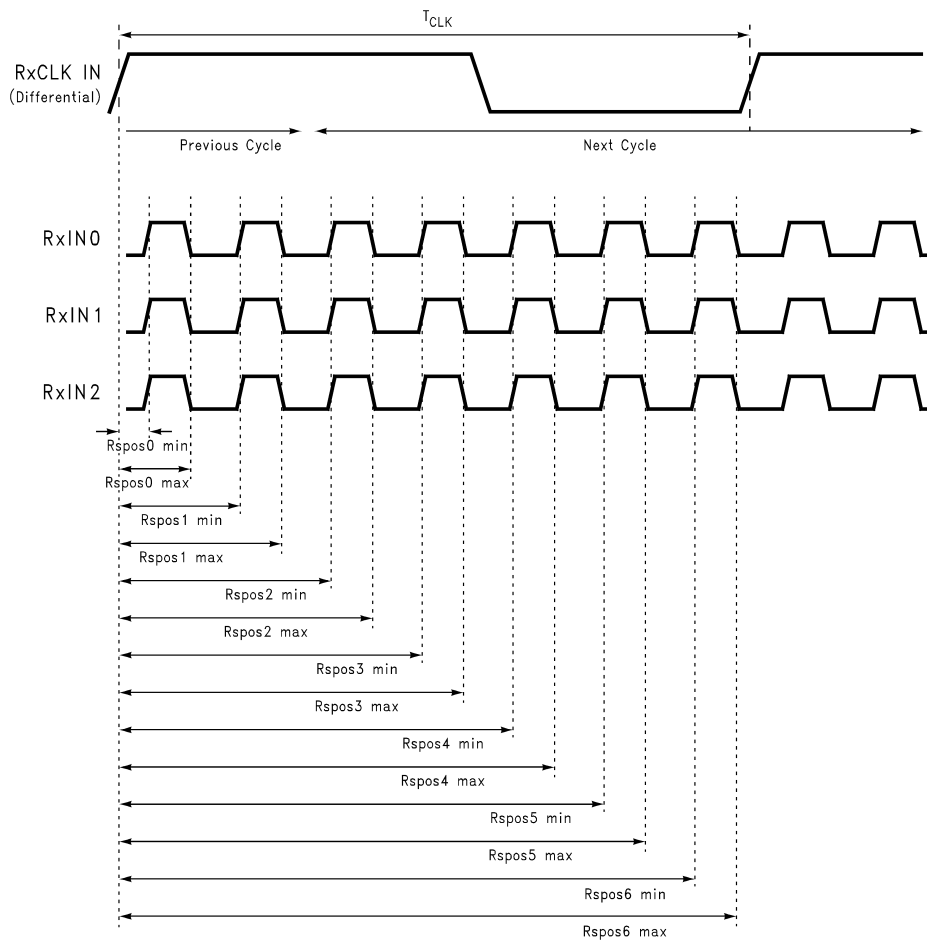 TCLK
RxCLK IN
(Differential)
Previous Cycle
Next Cycle
RxIN0
RxIN1
RxIN2
Rspos0 min
Rspos0 max
Rspos1 min
Rspos1 max
Rspos2 min
Rspos2 max
Rspos3 min
Rspos3 max
Rspos4 min
Rspos4 max
Rspos5 min
Rspos5 max
Rspos6 min
Rspos6 max